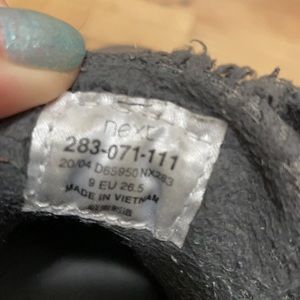 next
283-071-111
20/04 D65950 NX283
9 EU 26.5
MADE IN VIETNAM